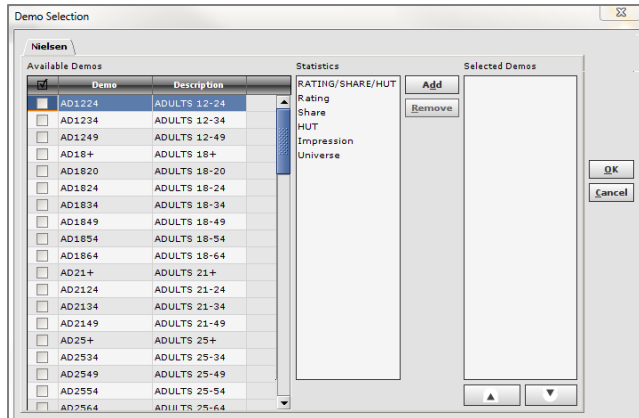 Demo Selection
Nielsen
Available Demos Statistics Selected Demos
Demo Description
AD1224 ADULTS 12-24
AD1234 ADULTS 12-34
AD1249 ADULTS 12-49
AD18+ ADULTS 18+
AD1820 ADULTS 18-20
AD1824 ADULTS 18-24
AD1834 ADULTS 18-34
AD1849 ADULTS 18-49
AD1854 ADULTS 18-54
AD1864 ADULTS 18-64
AD21+ ADULTS 21+
AD2124 ADULTS 21-24
AD2134 ADULTS 21-34
AD2149 ADULTS 21-49
AD25+ ADULTS 25+
AD2534 ADULTS 25-34
AD2549 ADULTS 25-49
AD2554 ADULTS 25-54
AD2564 ADULTS 25-64
RATING/SHARE/HUT
Rating
Share
HUT
Impression
Universe
Add
Remove
OK
Cancel